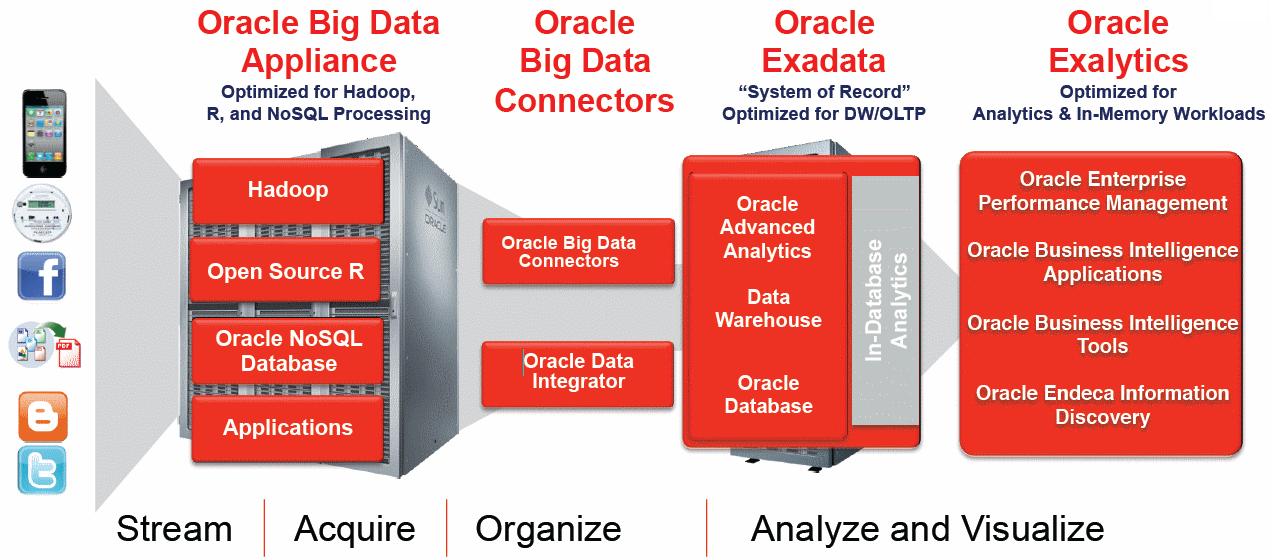 Oracle Big Data
Appliance
Optimized for Hadoop,
R, and NoSQL Processing
Oracle
Big Data
Connectors
Oracle
Exadata
“System of Record”
Optimized for DW/OLTP
Oracle
Exalytics
Optimized for
Analytics & In-Memory Workloads
Hadoop
Open Source R
Oracle NoSQL
Database
Applications
Sun
ORACLE
Oracle Big Data
Connectors
Oracle Data
Integrator
Oracle
Advanced
Analytics
Data
Warehouse
Oracle
Database
In-Database
Analytics
Oracle Enterprise
Performance Management
Oracle Business Intelligence
Applications
Oracle Business Intelligence
Tools
Oracle Endeca Information
Discovery
PDF
Stream
Acquire
Organize
Analyze and Visualize